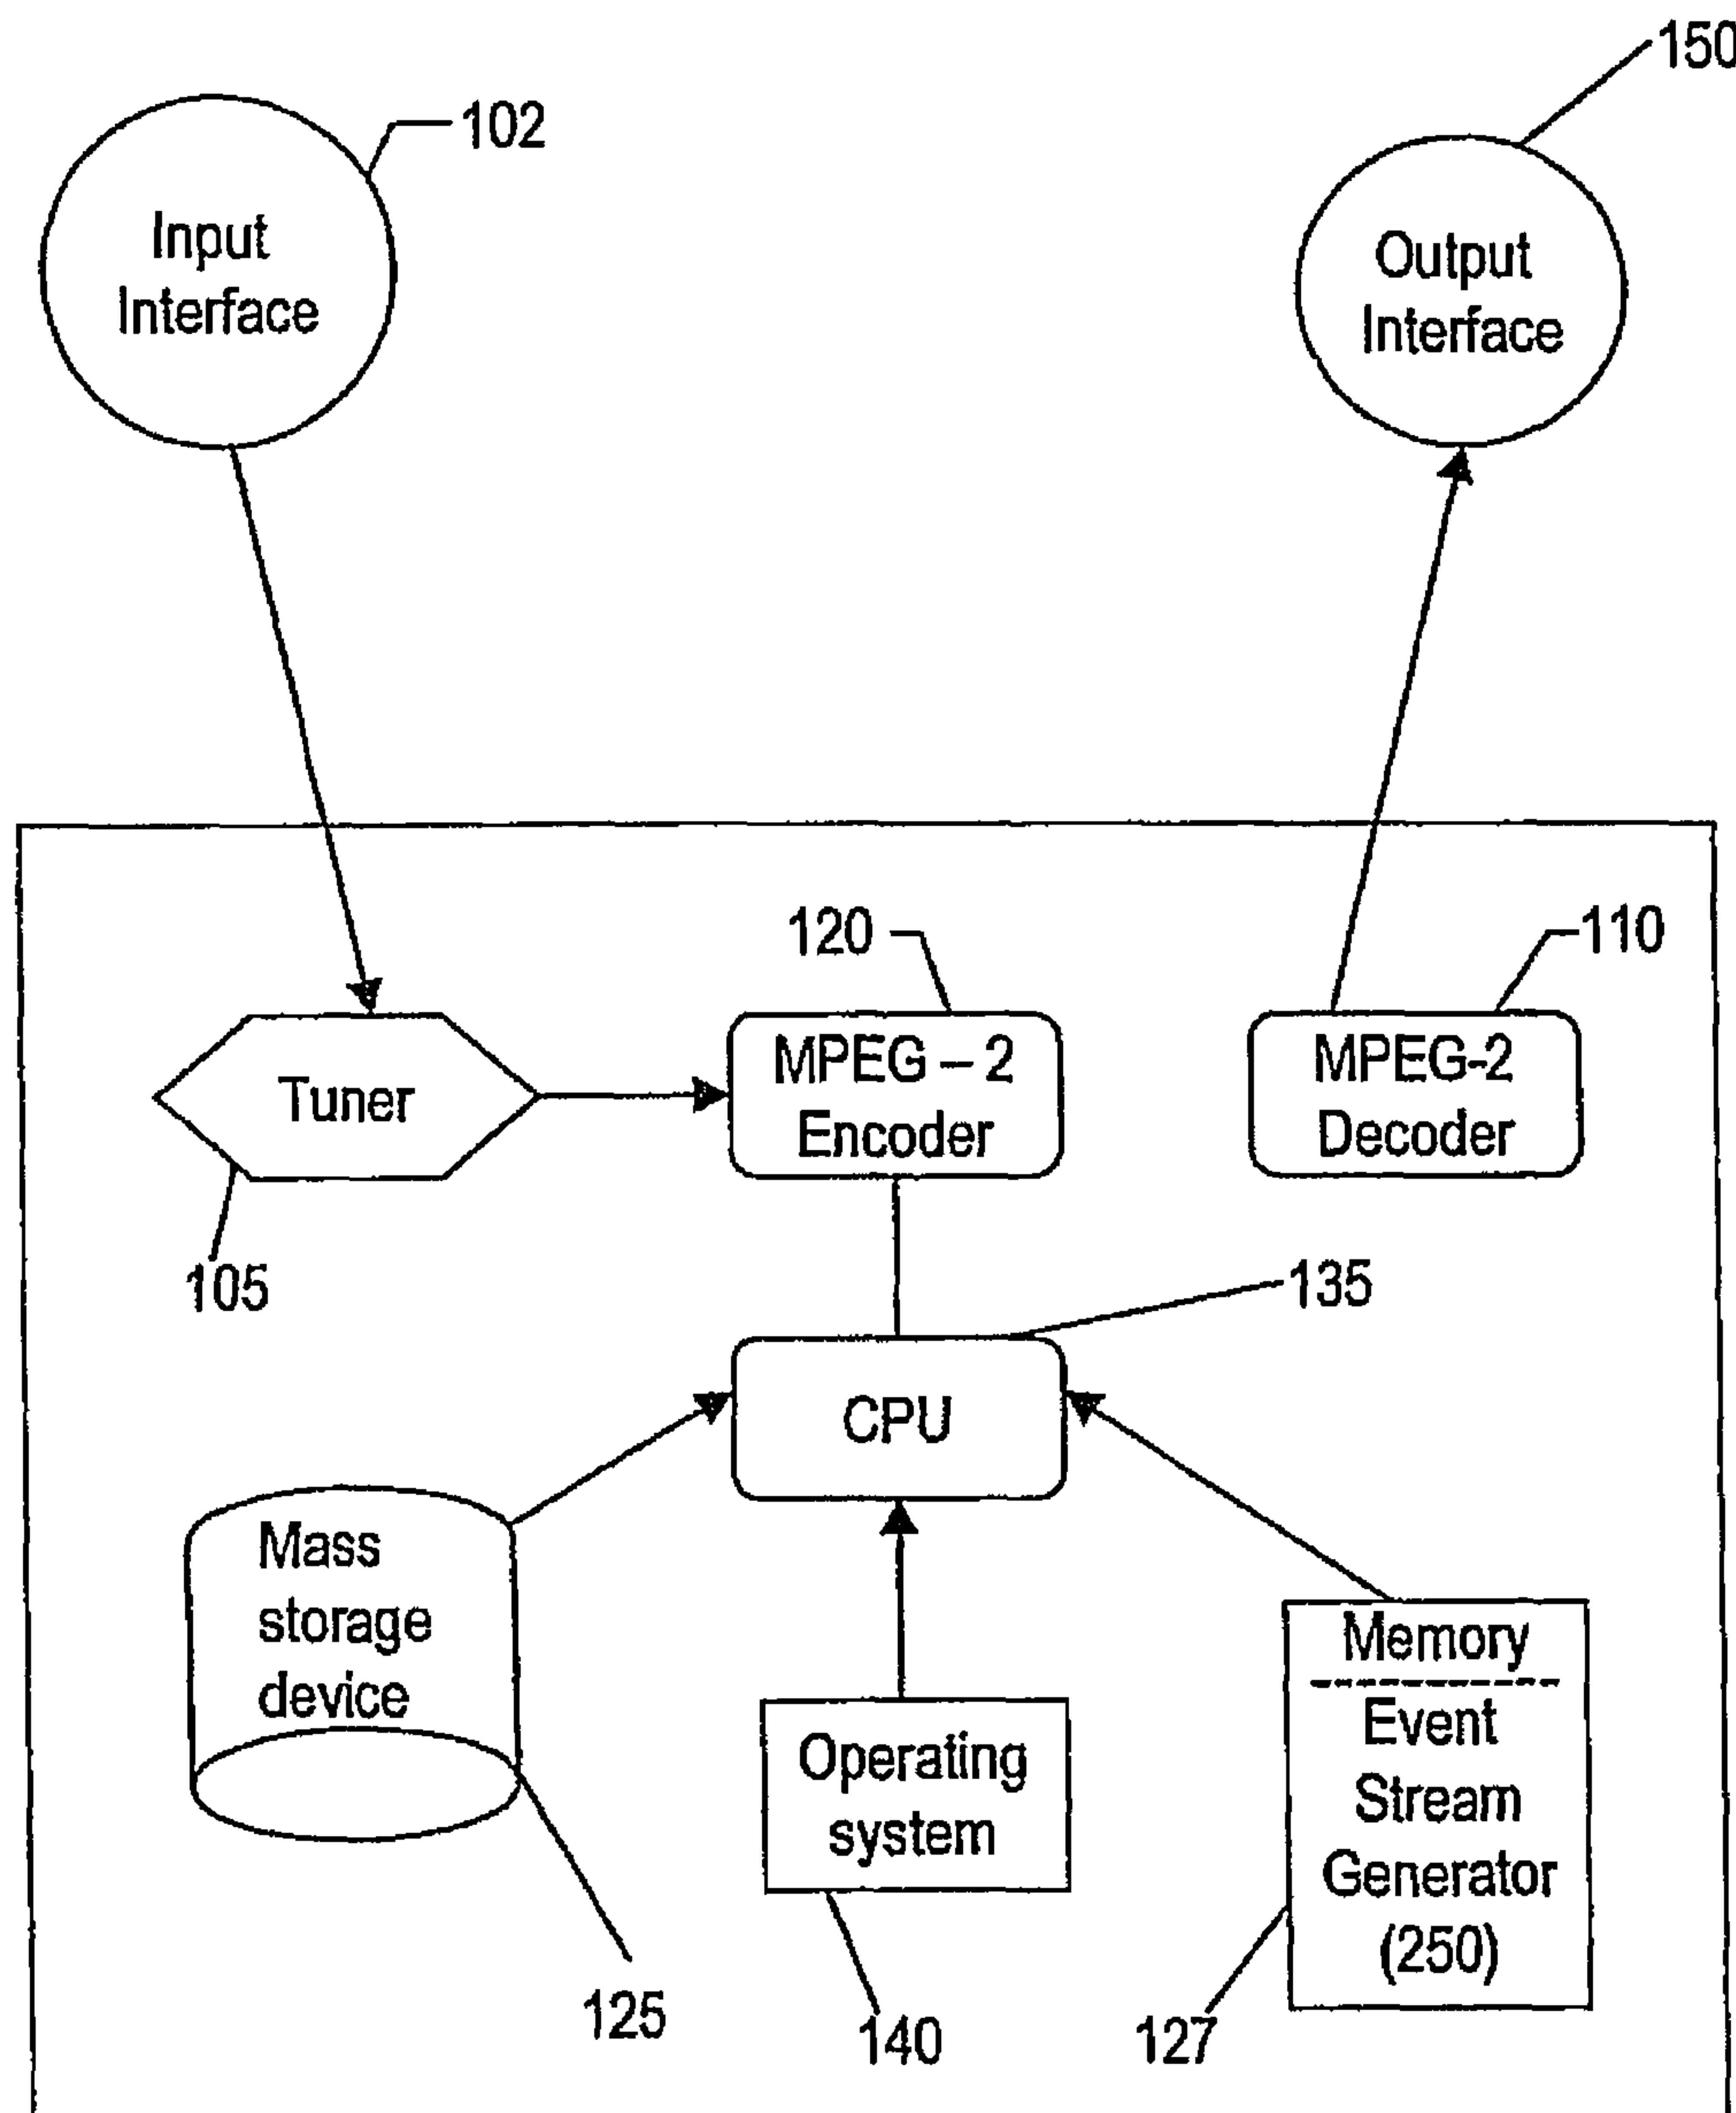 150
102
Input
Interface
Output
Interface
120
110
Tuner
MPEG – 2
Encoder
MPEG-2
Decoder
105
135
CPU
Mass
storage
device
Operating
system
Memory
Event
Stream
Generator
(250)
125
140
127